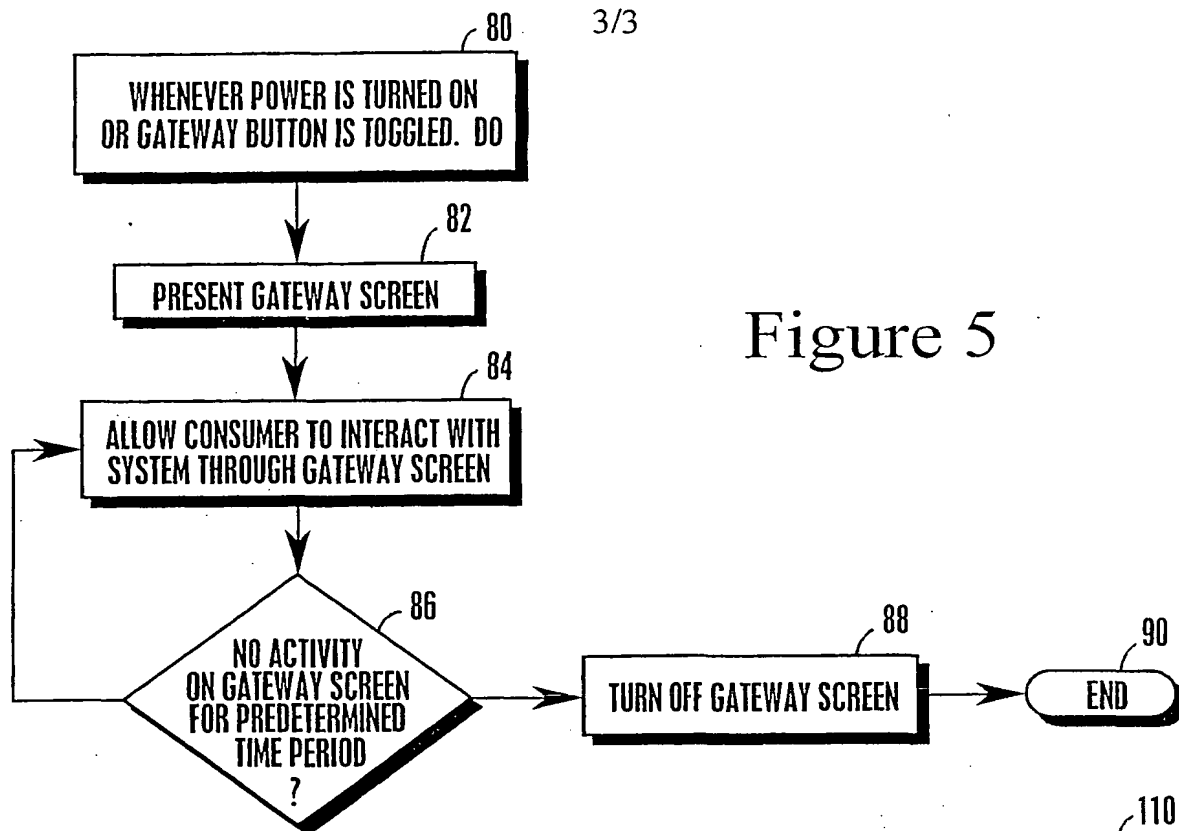 3/3
80
WHENEVER POWER IS TURNED ON
OR GATEWAY BUTTON IS TOGGLED. DO
82
PRESENT GATEWAY SCREEN
Figure 5
84
ALLOW CONSUMER TO INTERACT WITH
SYSTEM THROUGH GATEWAY SCREEN
86
NO ACTIVITY
ON GATEWAY SCREEN
FOR PREDETERMINED
TIME PERIOD
?
88
TURN OFF GATEWAY SCREEN
90
END
110